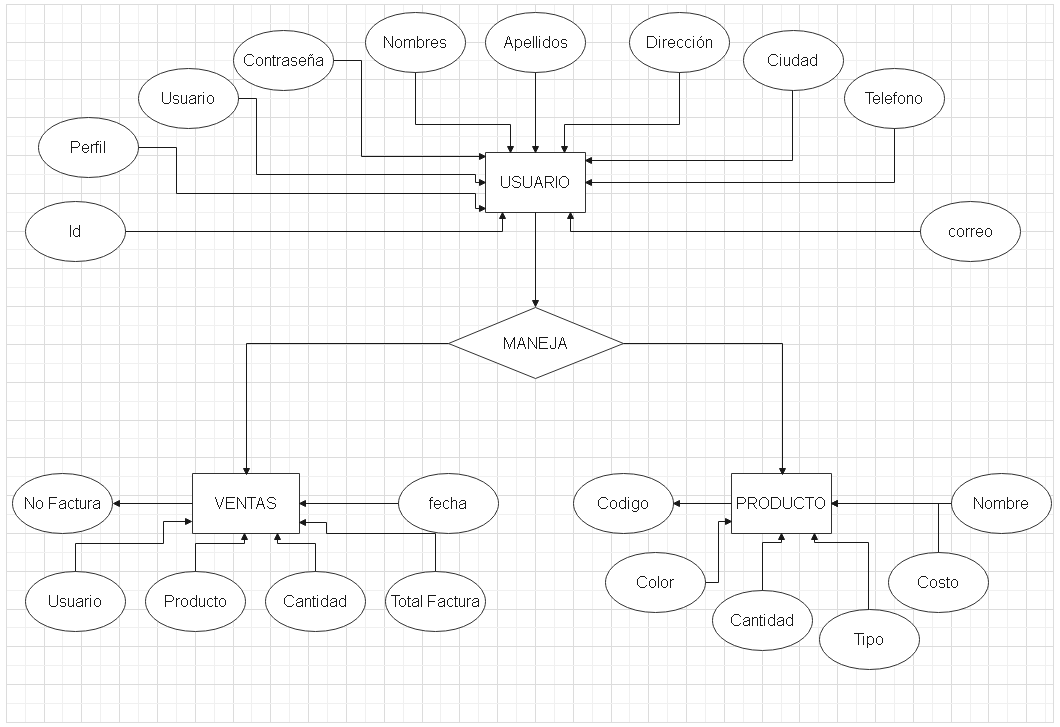 Nombres
Apellidos
Dirección
Contraseña
Ciudad
Usuario
Telefono
Perfil
USUARIO
Id
correo
MANEJA
No Factura
VENTAS
fecha
Codigo
PRODUCTO
Nombre
Color
Costo
Usuario
Producto
Cantidad
Total Factura
Cantidad
Tipo